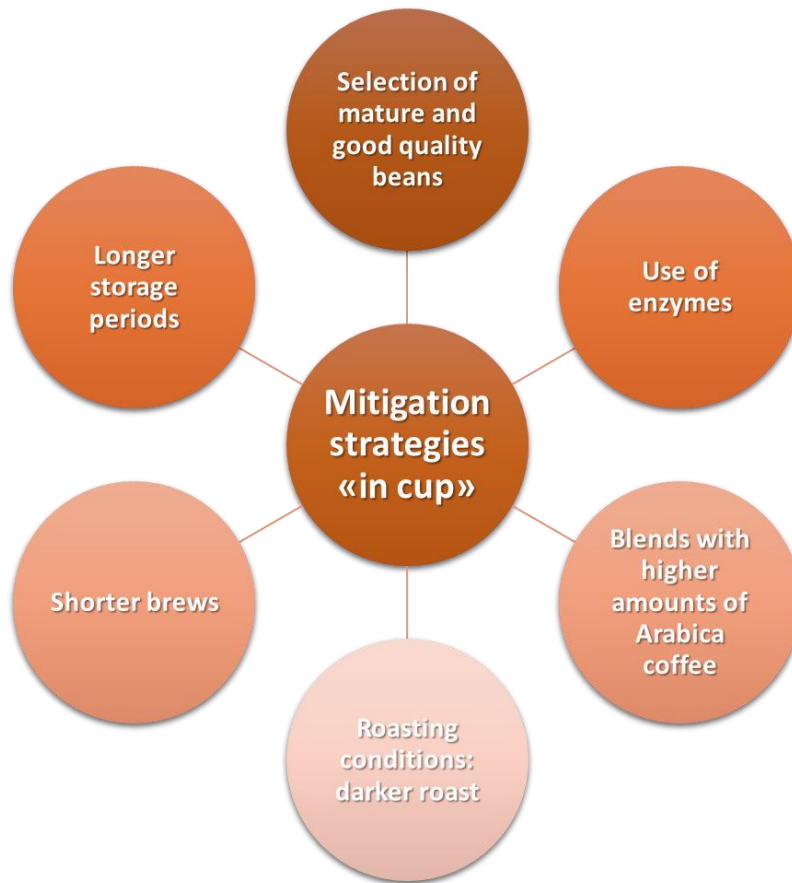 Selection of
mature and
good quality
beans
Longer
storage
periods
Use of
enzymes
Mitigation
strategies
«in cup»
Shorter brews
Blends with
higher
amounts of
Arabica
coffee
Roasting
conditions:
darker roast